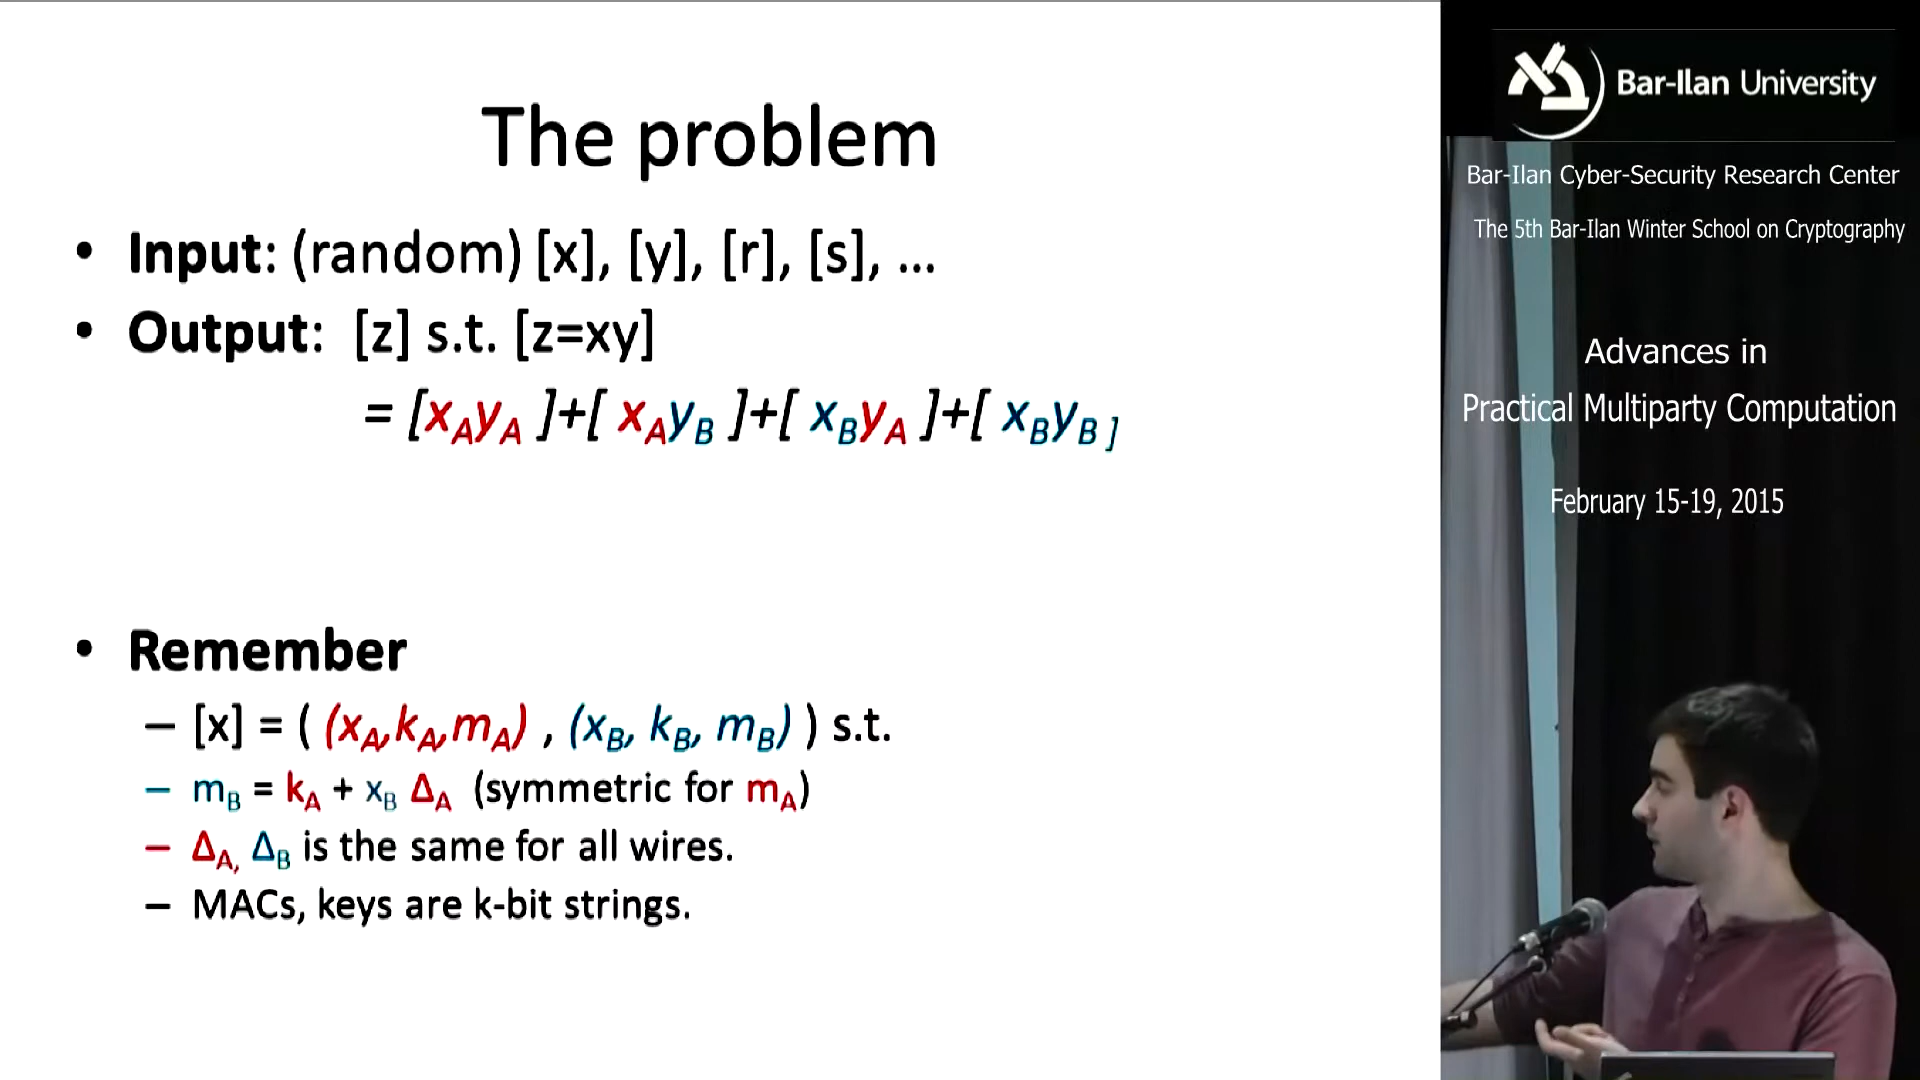 The problem
• Input: (random) [x], [y], [r], [s], …
• Output: [z] s.t. [z=xy]
= [xAyA ]+[ xAyB ]+[ xByA ]+[ xByB ]
• Remember
– [x] = ( (xA,kA,mA) , (xB, kB, mB) ) s.t.
– mB = kA + xB ΔA (symmetric for mA)
– ΔA, ΔB is the same for all wires.
– MACs, keys are k-bit strings.
Bar-Ilan University
Bar-Ilan Cyber-Security Research Center
The 5th Bar-Ilan Winter School on Cryptography
Advances in
Practical Multiparty Computation
February 15-19, 2015